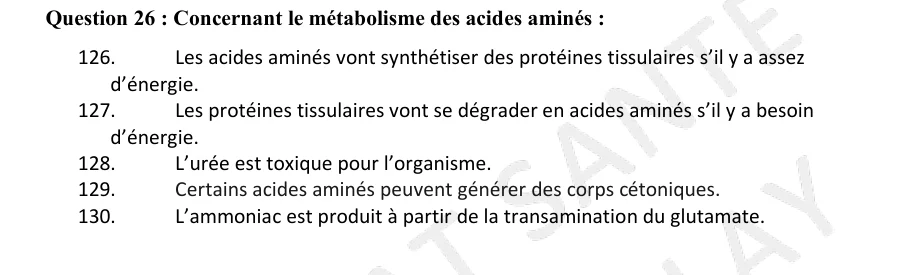 Question 26 : Concernant le métabolisme des acides aminés :
126. Les acides aminés vont synthétiser des protéines tissulaires s’il y a assez
d’énergie.
127. Les protéines tissulaires vont se dégrader en acides aminés s’il y a besoin
d’énergie.
128. L’urée est toxique pour l’organisme.
129. Certains acides aminés peuvent générer des corps cétoniques.
130. L’ammoniac est produit à partir de la transamination du glutamate.